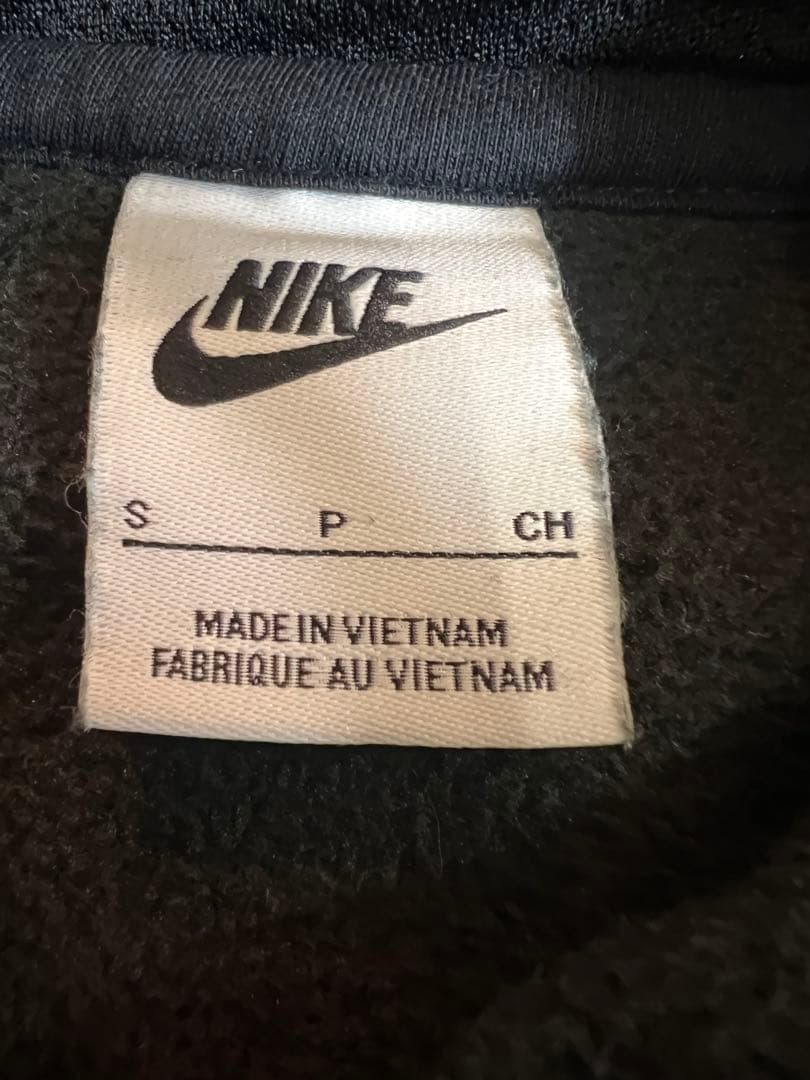 NIKE
S P CH
MADE IN VIETNAM
FABRIQUE AU VIETNAM